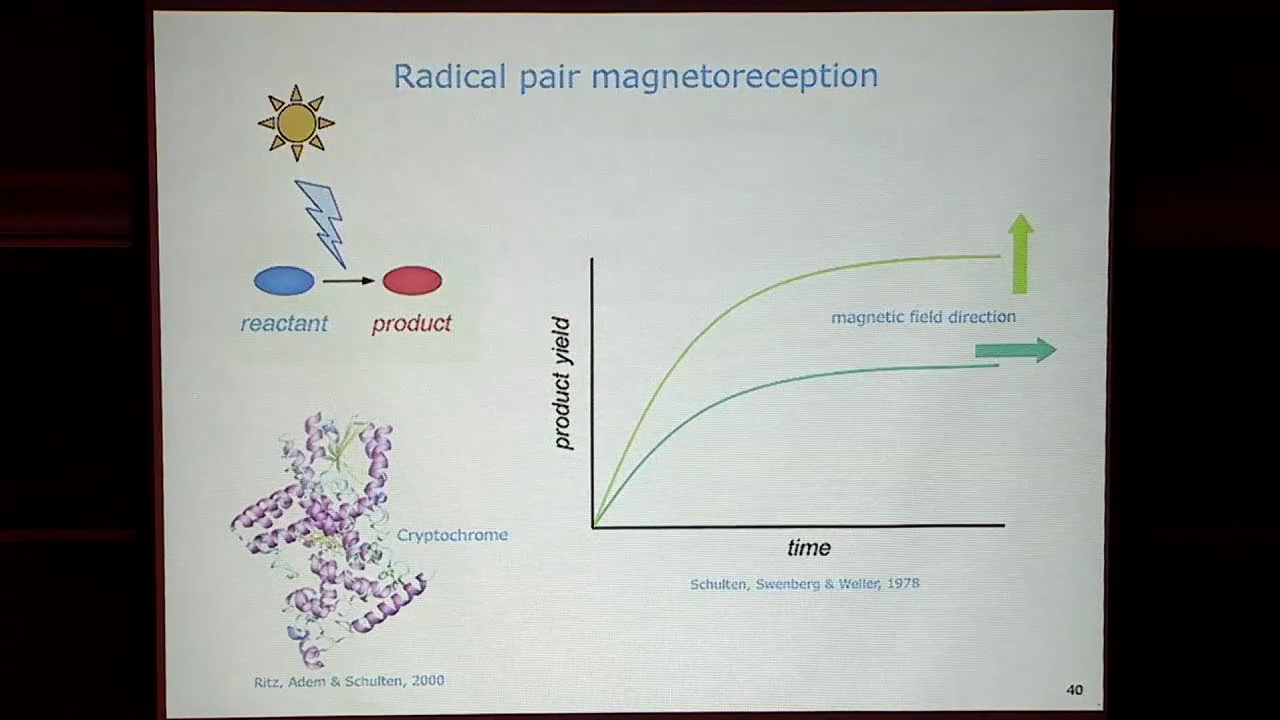 Radical pair magnetoreception
reactant
product
product yield
magnetic field direction
time
Schulten, Swenberg & Weller, 1978
Cryptochrome
Ritz, Adem & Schulten, 2000
40